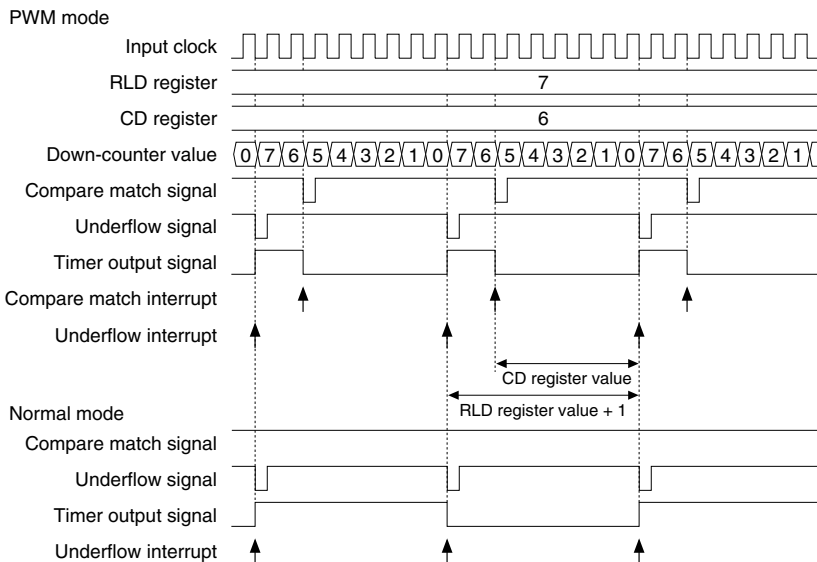 PWM mode
Input clock
RLD register
7
CD register
6
Down-counter value 0 7 6 5 4 3 2 1 0 7 6 5 4 3 2 1 0 7 6 5 4 3 2 1
Compare match signal
Underflow signal
Timer output signal
Compare match interrupt
Underflow interrupt
CD register value
RLD register value + 1
Normal mode
Compare match signal
Underflow signal
Timer output signal
Underflow interrupt